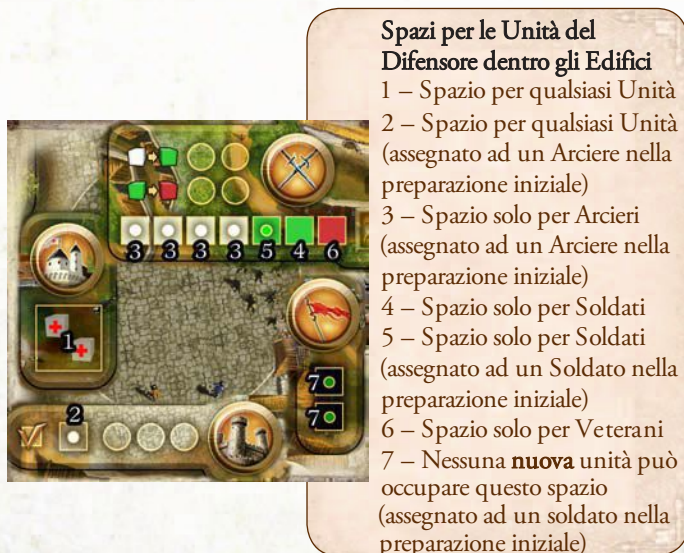 Spazi per le Unità del
Difensore dentro gli Edifici
1 – Spazio per qualsiasi Unità
2 – Spazio per qualsiasi Unità
(assegnato ad un Arciere nella
preparazione iniziale)
3 – Spazio solo per Arcieri
(assegnato ad un Arciere nella
preparazione iniziale)
4 – Spazio solo per Soldati
5 – Spazio solo per Soldati
(assegnato ad un Soldato nella
preparazione iniziale)
6 – Spazio solo per Veterani
7 – Nessuna nuova unità può
occupare questo spazio
(assegnato ad un soldato nella
preparazione iniziale)
3 3 3 3 5 4 6
1
7
7
2